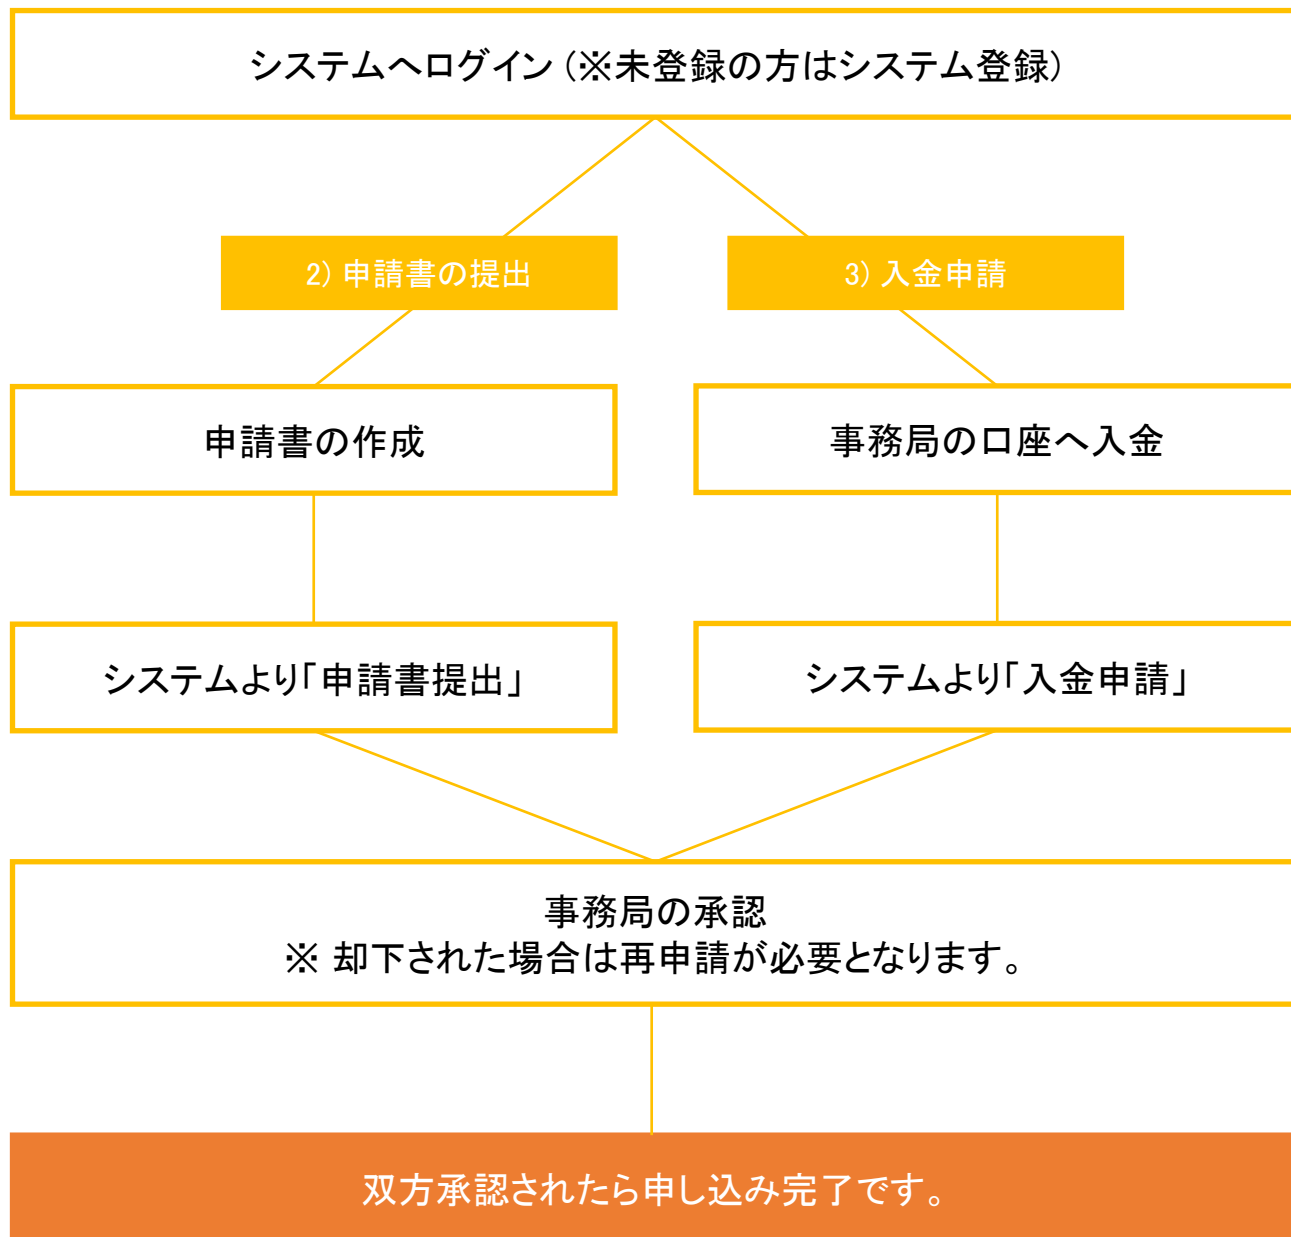 システムへログイン (※未登録の方はシステム登録)
2) 申請書の提出
3) 入金申請
申請書の作成
事務局の口座へ入金
システムより「申請書提出」
システムより「入金申請」
事務局の承認
※ 却下された場合は再申請が必要となります。
双方承認されたら申し込み完了です。